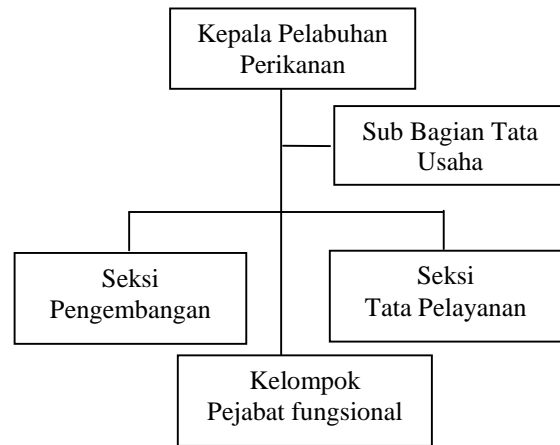 Kepala Pelabuhan
Perikanan
Sub Bagian Tata
Usaha
Seksi
Pengembangan
Seksi
Tata Pelayanan
Kelompok
Pejabat fungsional